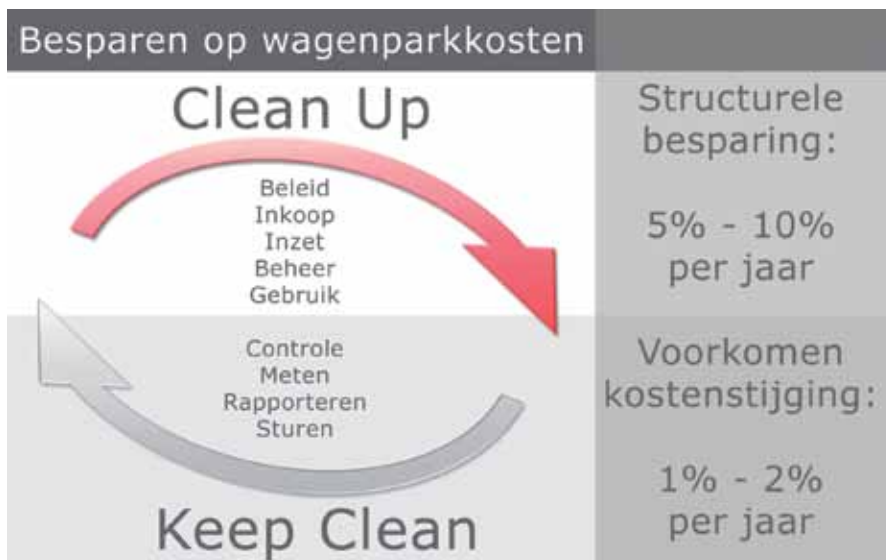 Besparen op wagenparkkosten
Clean Up
Beleid
Inkoop
Inzet
Beheer
Gebruik
Structurele
besparing:
5% - 10%
per jaar
Controle
Meten
Rapporteren
Sturen
Keep Clean
Voorkomen
kostenstijging:
1% - 2%
per jaar